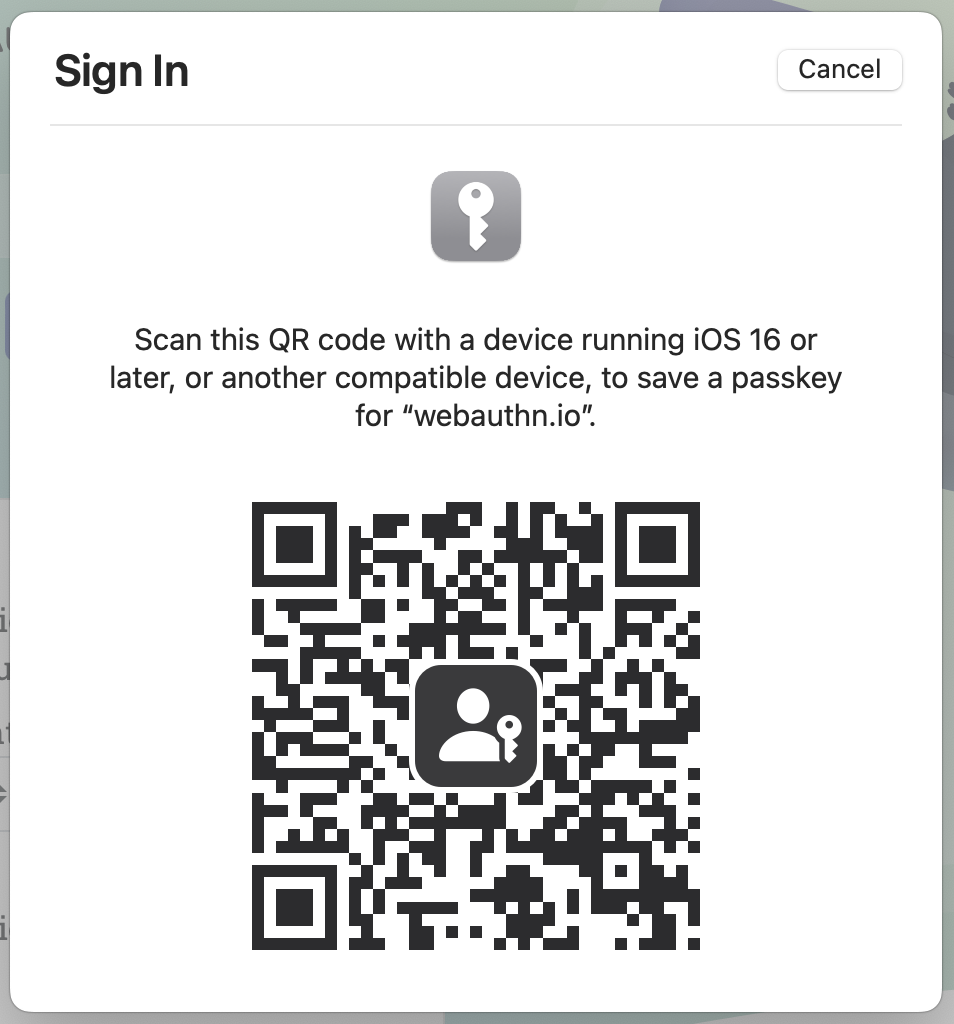 Sign In
Cancel
Scan this QR code with a device running iOS 16 or
later, or another compatible device, to save a passkey
for “webauthn.io”.